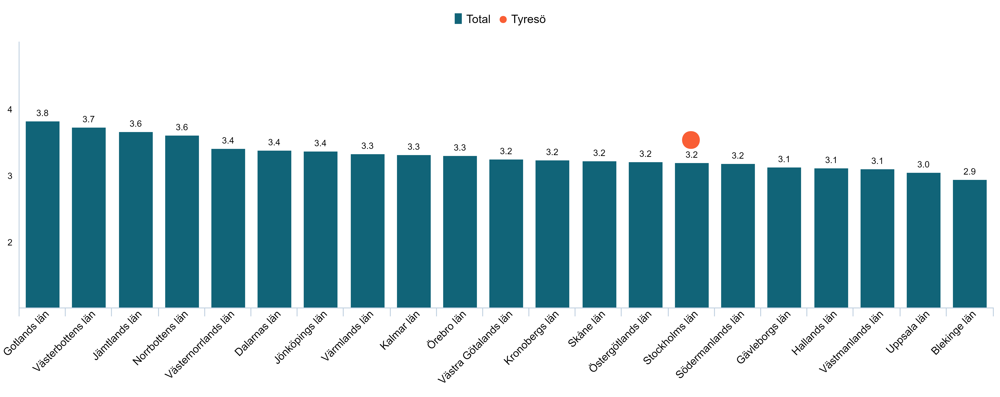 Total Tyresö
4
3
2
3.8
3.7
3.6
3.6
3.4
3.4
3.4
3.3
3.3
3.3
3.2
3.2
3.2
3.2
3.2
3.2
3.1
3.1
3.1
3.0
2.9
Gotlands län
Västerbottens län
Jämtlands län
Norrbottens län
Västernorrlands län
Dalarnas län
Jönköpings län
Värmlands län
Kalmar län
Örebro län
Västra Götalands län
Kronobergs län
Skåne län
Östergötlands län
Stockholms län
Södermanlands län
Gävleborgs län
Hallands län
Västmanlands län
Uppsala län
Blekinge län